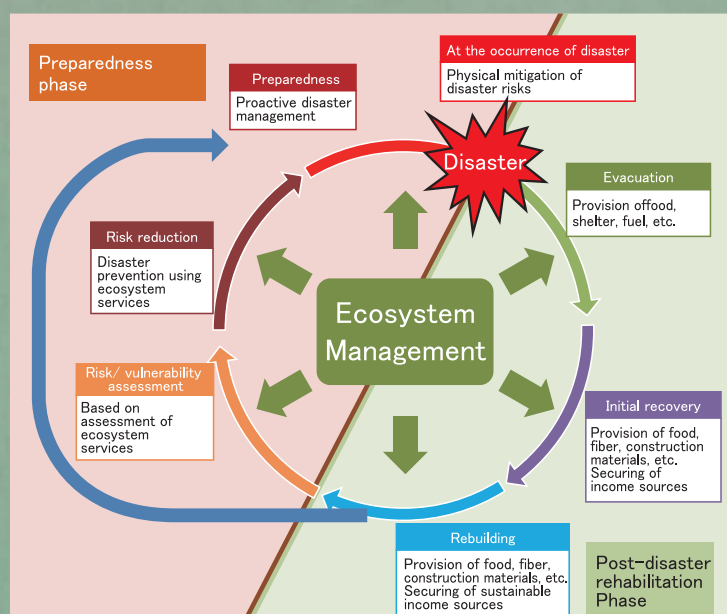 Preparedness
phase
Preparedness
Proactive disaster
management
At the occurrence of disaster
Physical mitigation of
disaster risks
Disaster
Evacuation
Provision offood,
shelter, fuel, etc.
Risk reduction
Disaster
prevention using
ecosystem
services
Ecosystem
Management
Risk/ vulnerability
assessment
Based on
assessment of
ecosystem
services
Initial recovery
Provision of food,
fiber, construction
materials, etc.
Securing of
income sources
Rebuilding
Provision of food, fiber,
construction materials, etc.
Securing of sustainable
income sources
Post-disaster
rehabilitation
Phase